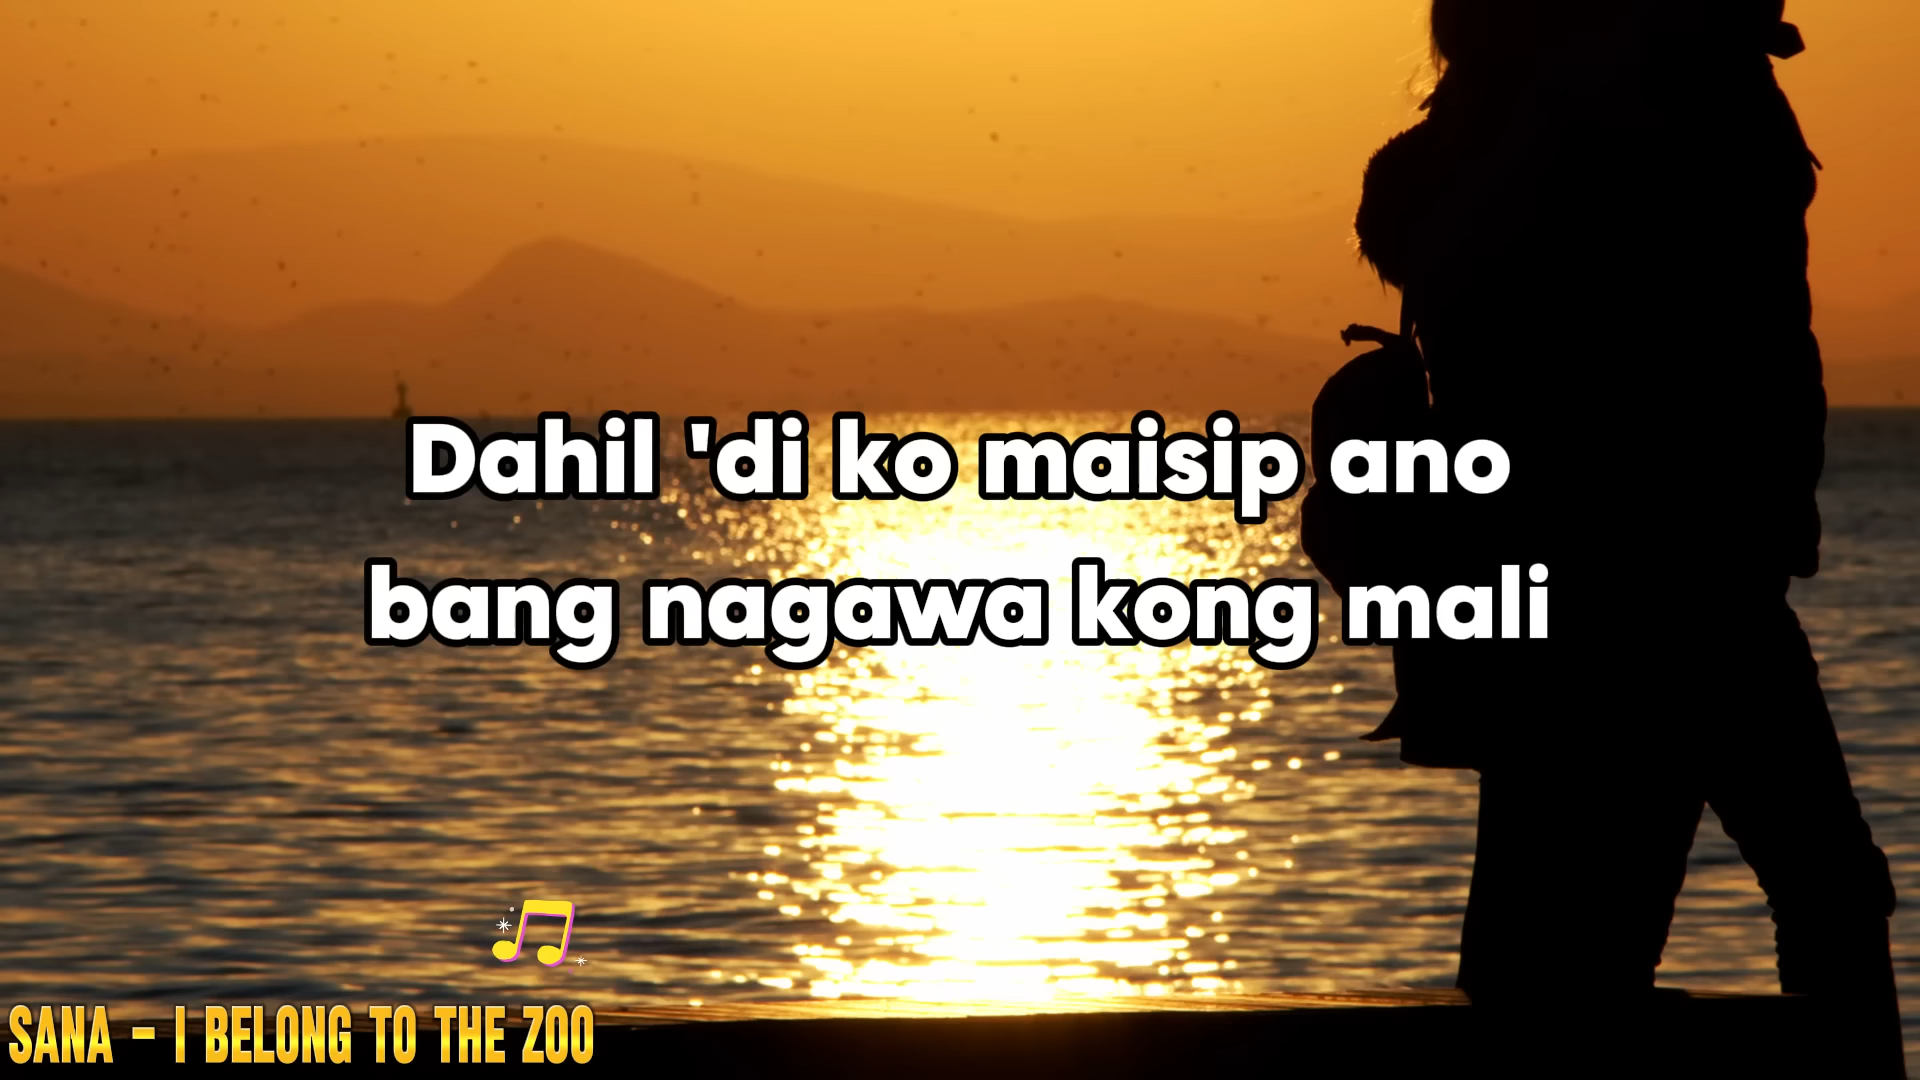 Dahil 'di ko maisip ano
bang nagawa kong mali
SANA - I BELONG TO THE ZOO